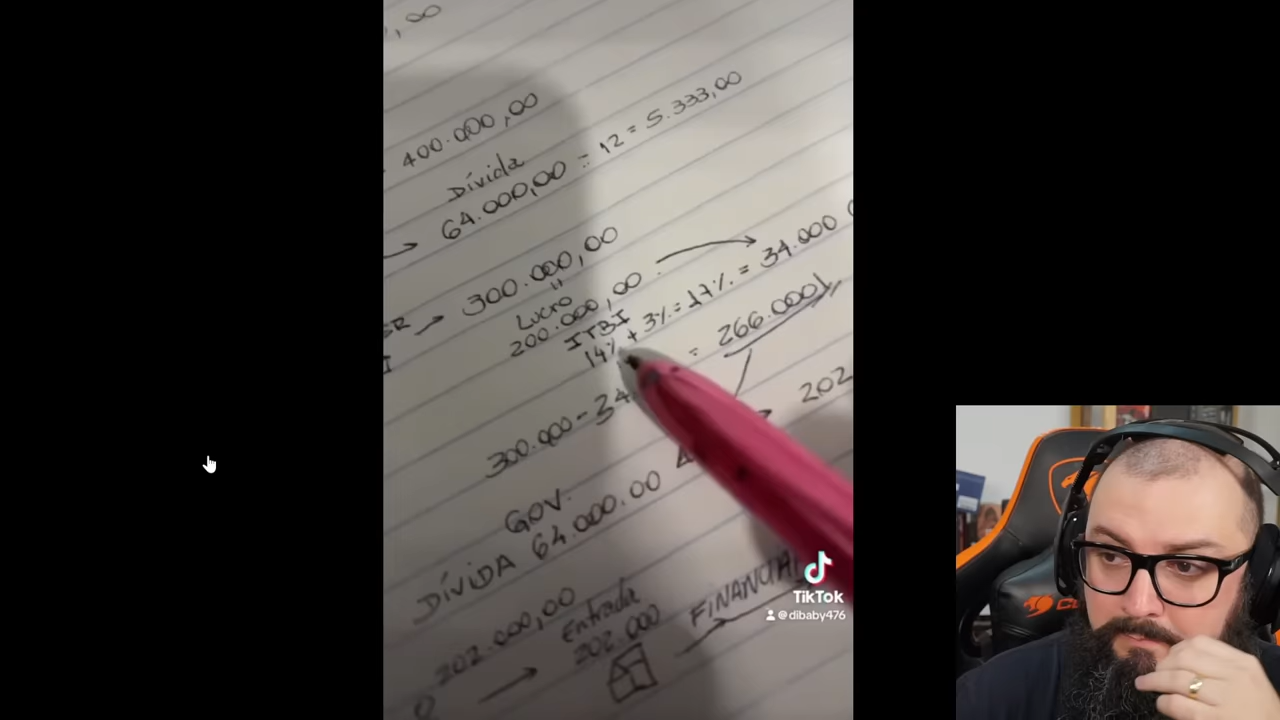 400.000,00
Dívida
64.000,00 ÷ 12 = 5.333,00
300.000,00
Lucro
200.000,00
34.000
ITBI
14% + 3% = 17% =
300.000 - 34
= 266.000
202
GOV.
DÍVIDA 64.000.00
202.000,00
Entrada
202.000
FINANCIA
TikTok
@dibaby476